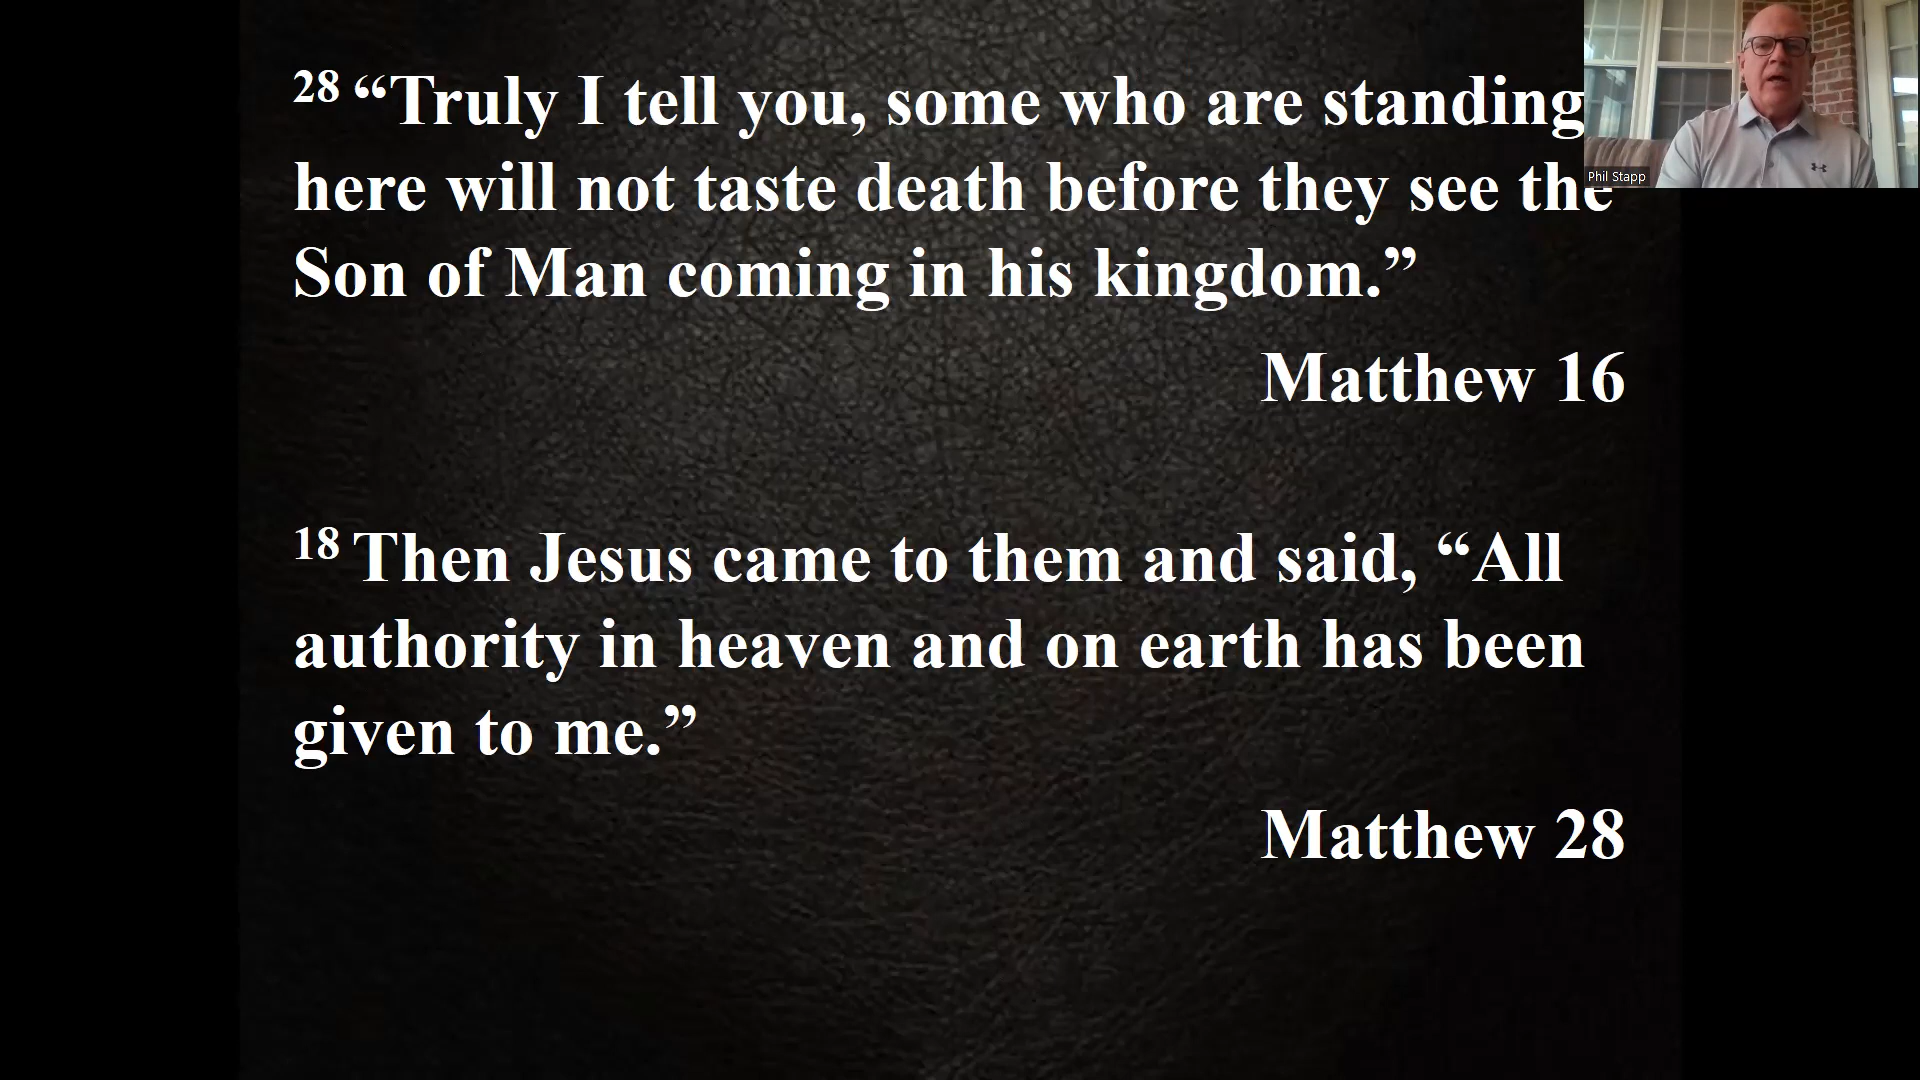 28 “Truly I tell you, some who are standing
here will not taste death before they see the
Son of Man coming in his kingdom.”
Matthew 16
18 Then Jesus came to them and said, “All
authority in heaven and on earth has been
given to me.”
Matthew 28
Phil Stapp